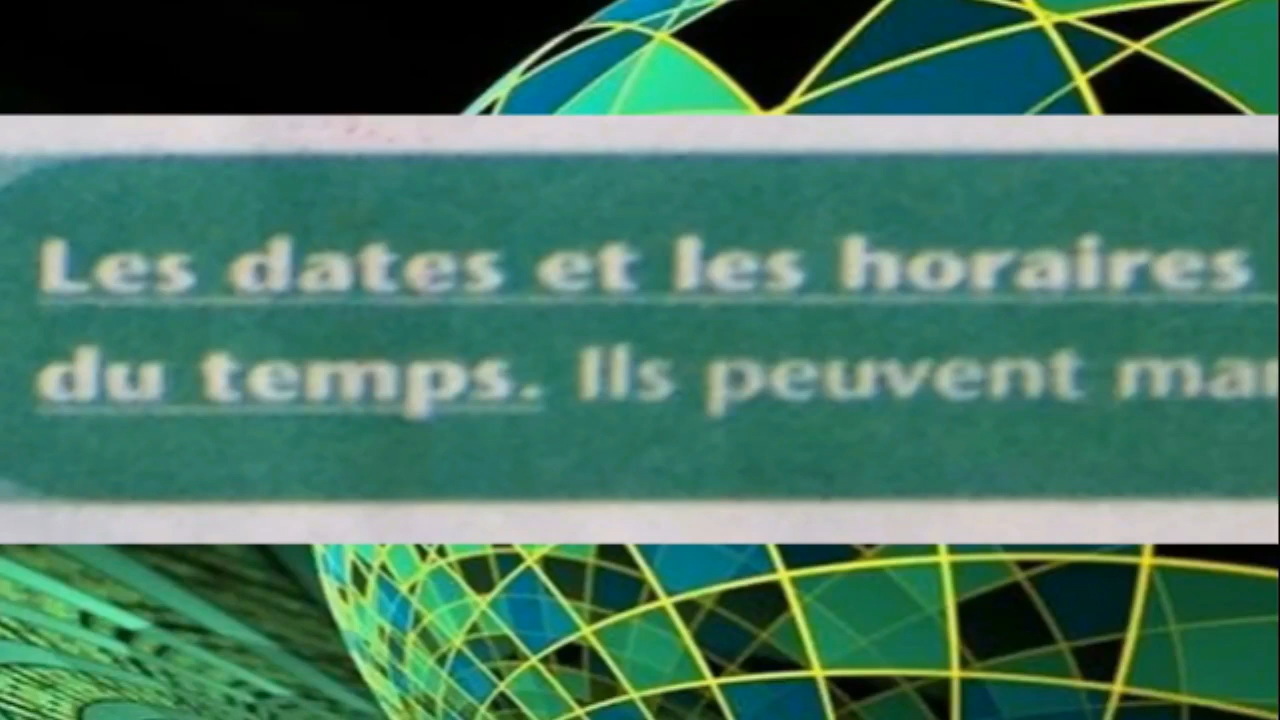 Les dates et les horaires
du temps. Ils peuvent